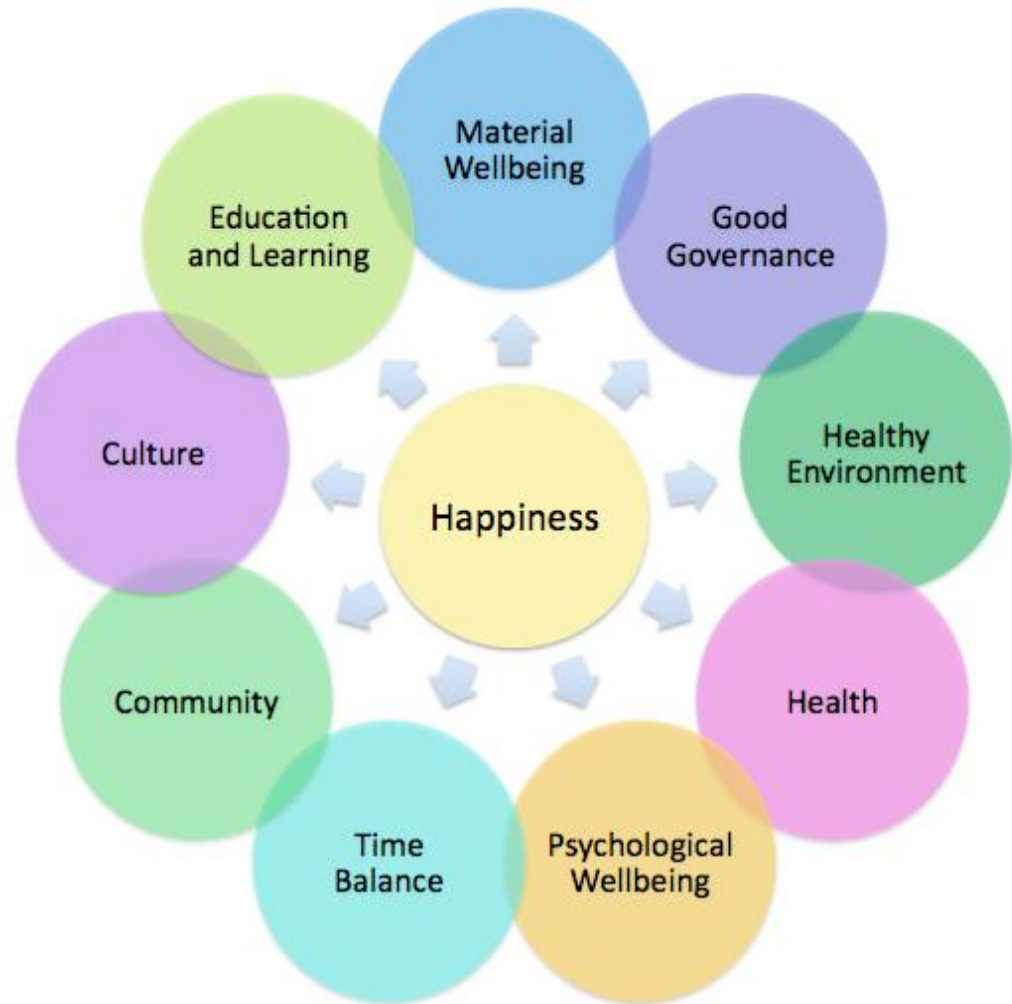 Material
Wellbeing
Good
Governance
Healthy
Environment
Health
Psychological
Wellbeing
Time
Balance
Community
Culture
Education
and Learning
Happiness